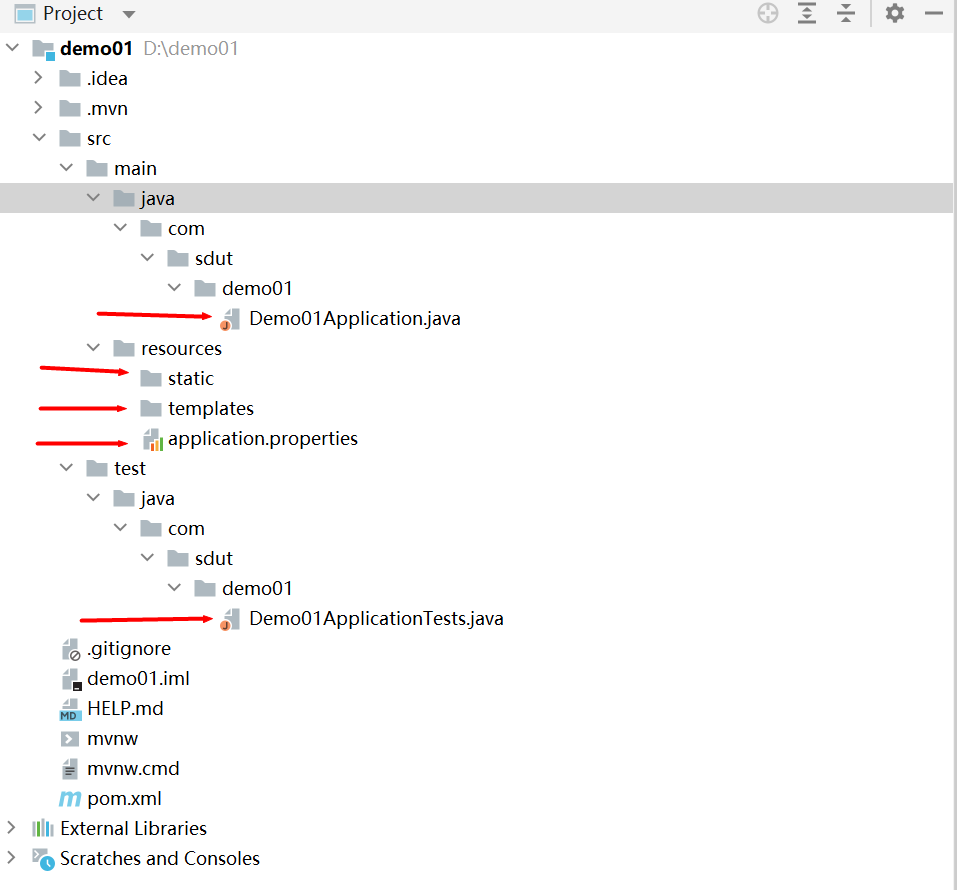 Project
demo01 D:\demo01
.idea
.mvn
src
main
java
com
sdut
demo01
Demo01Application.java
resources
static
templates
application.properties
test
java
com
sdut
demo01
Demo01ApplicationTests.java
.gitignore
demo01.iml
HELP.md
mvnw
mvnw.cmd
pom.xml
External Libraries
Scratches and Consoles